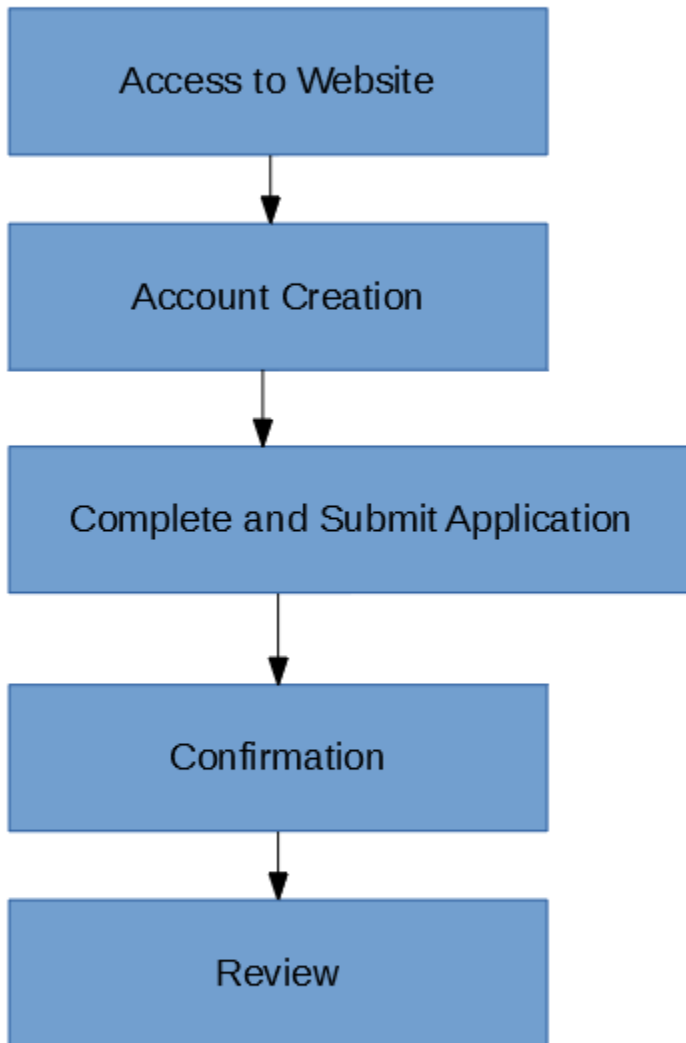 Access to Website
Account Creation
Complete and Submit Application
Confirmation
Review